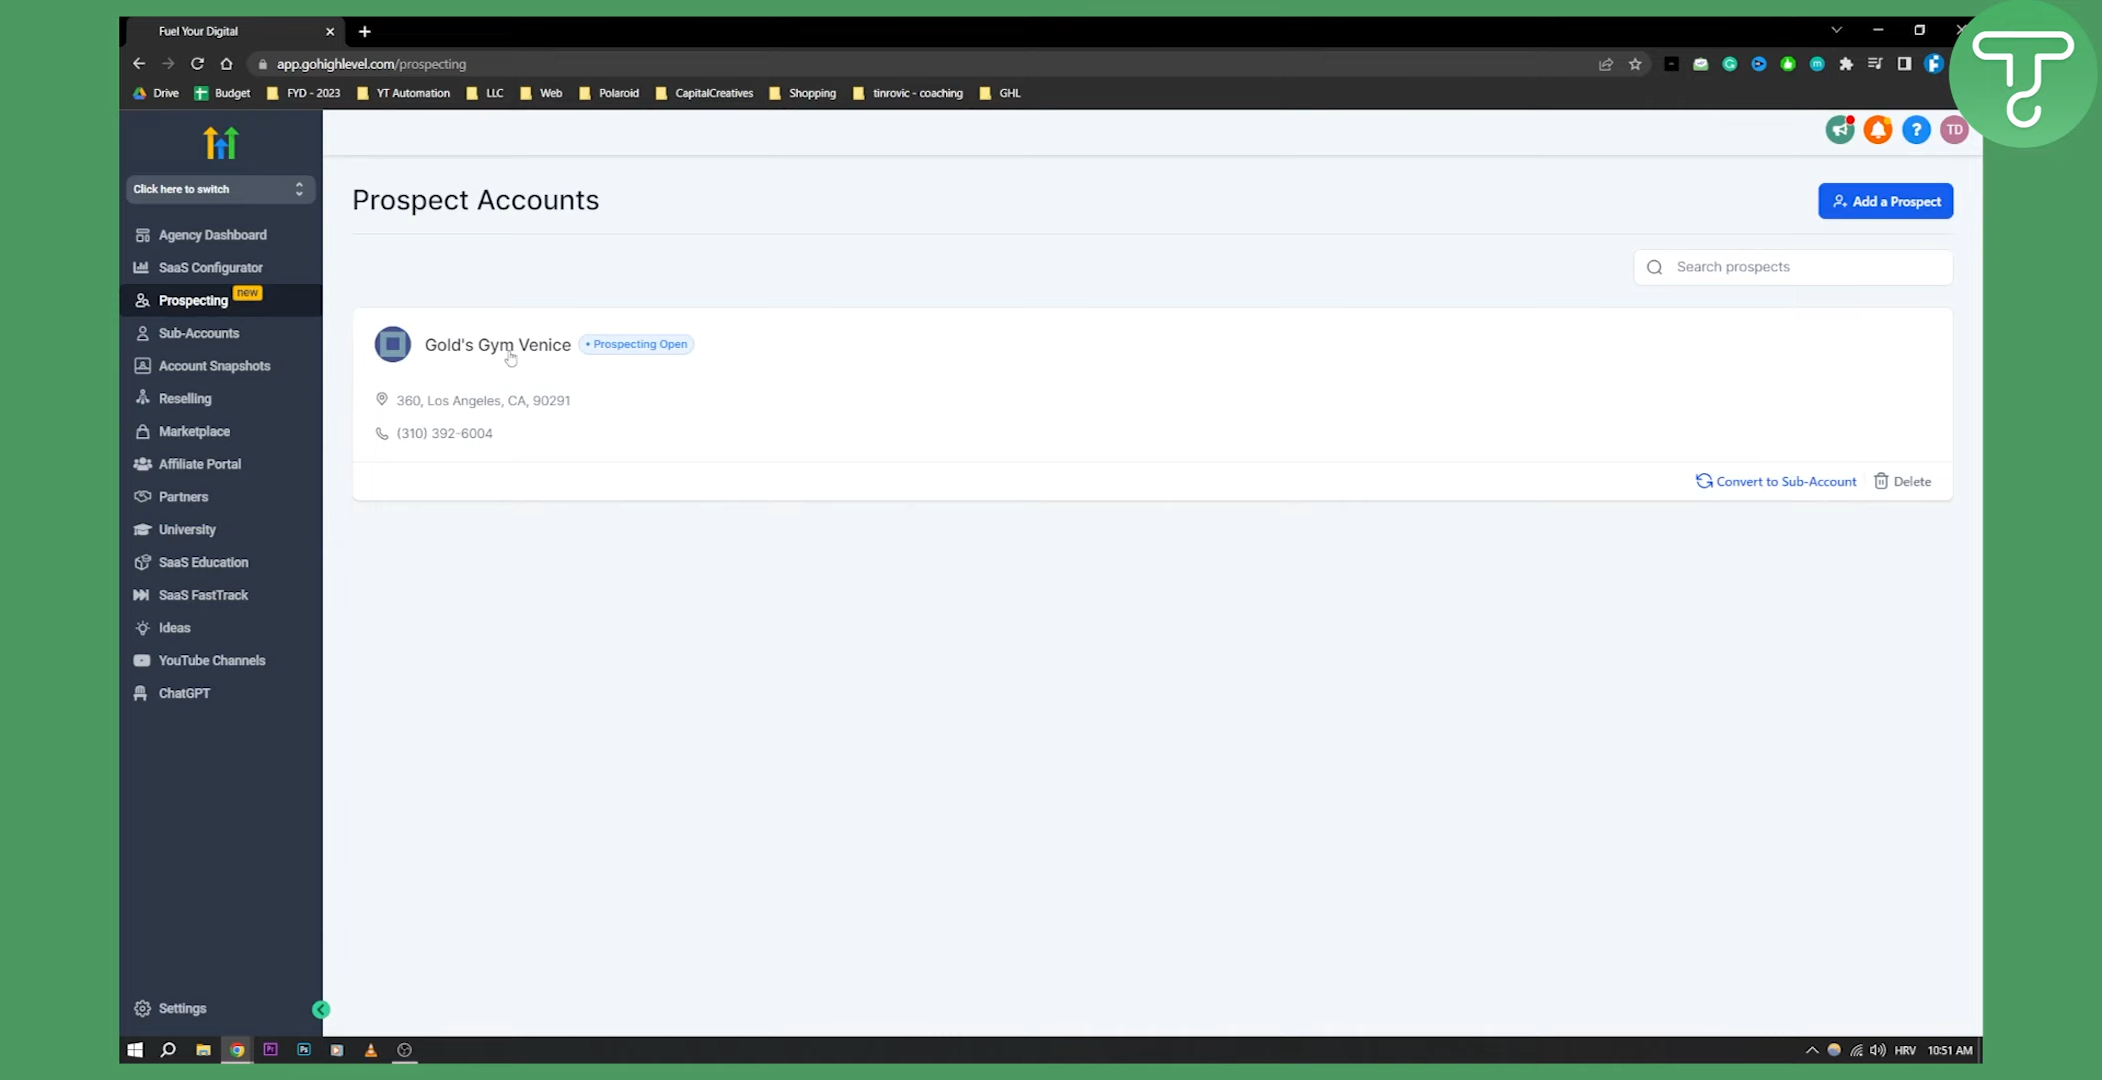 Fuel Your Digital
app.gohighlevel.com/prospecting
Drive Budget FYD - 2023 YT Automation LLC Web Polaroid CapitalCreatives Shopping tinrovic - coaching GHL
TD
Click here to switch
Agency Dashboard
SaaS Configurator
Prospecting new
Sub-Accounts
Account Snapshots
Reselling
Marketplace
Affiliate Portal
Partners
University
SaaS Education
SaaS FastTrack
Ideas
YouTube Channels
ChatGPT
Settings
Prospect Accounts
Add a Prospect
Search prospects
Gold's Gym Venice • Prospecting Open
360, Los Angeles, CA, 90291
(310) 392-6004
Convert to Sub-Account Delete
Pr Ps
HRV 10:51 AM